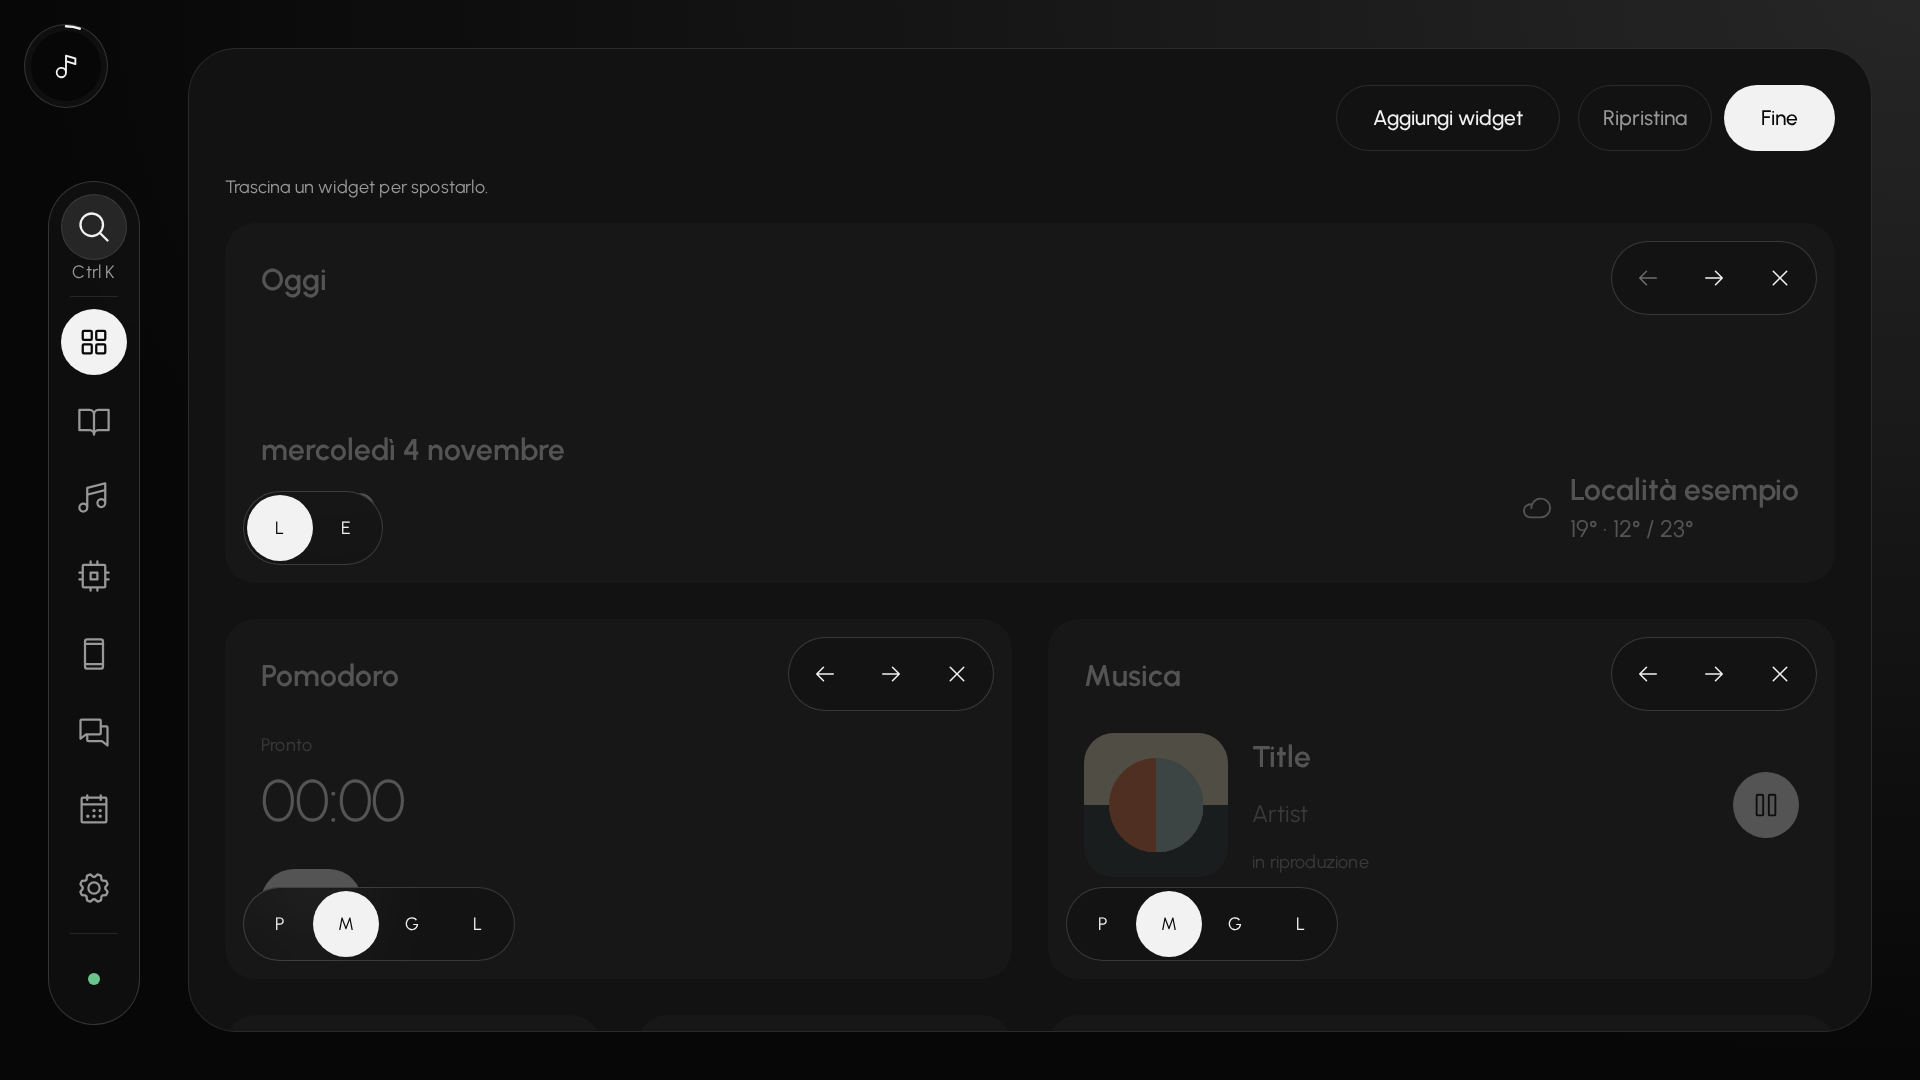 Aggiungi widget
Ripristina
Fine
Trascina un widget per spostarlo.
Ctrl K
Oggi
mercoledì 4 novembre
L
E
Località esempio
19° · 12° / 23°
Pomodoro
Pronto
00:00
P
M
G
L
Musica
Title
Artist
in riproduzione
P
M
G
L